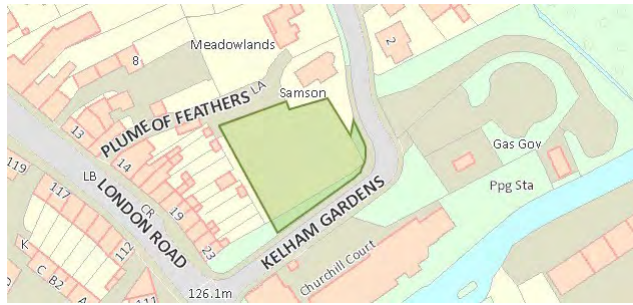 Meadowlands
8
2
PLUME OF FEATHERS LA
Samson
13
14
119
117
LB
CR
19
23
LONDON ROAD
112
K
C
B2
A
111
126.1m
KELHAM GARDENS
Churchill Court
Gas Gov
Ppg Sta